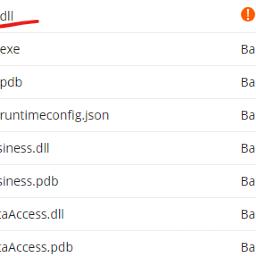 dll
exe Ba
pdb Ba
runtimeconfig.json Ba
siness.dll Ba
siness.pdb Ba
taAccess.dll Ba
taAccess.pdb Ba